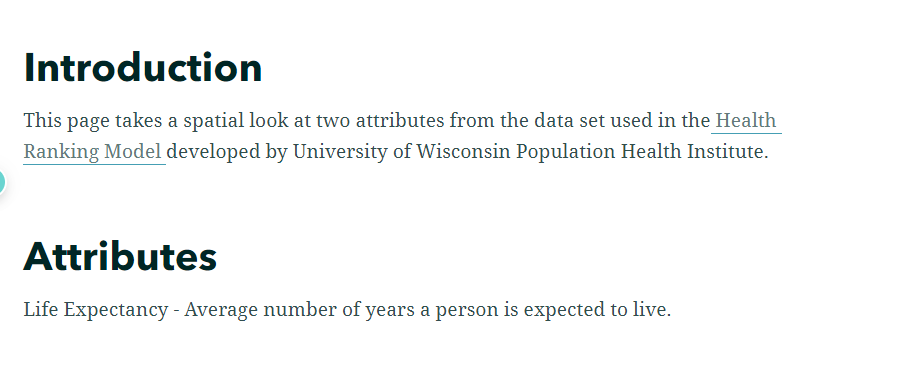 Introduction
This page takes a spatial look at two attributes from the data set used in the Health
Ranking Model developed by University of Wisconsin Population Health Institute.
Attributes
Life Expectancy - Average number of years a person is expected to live.